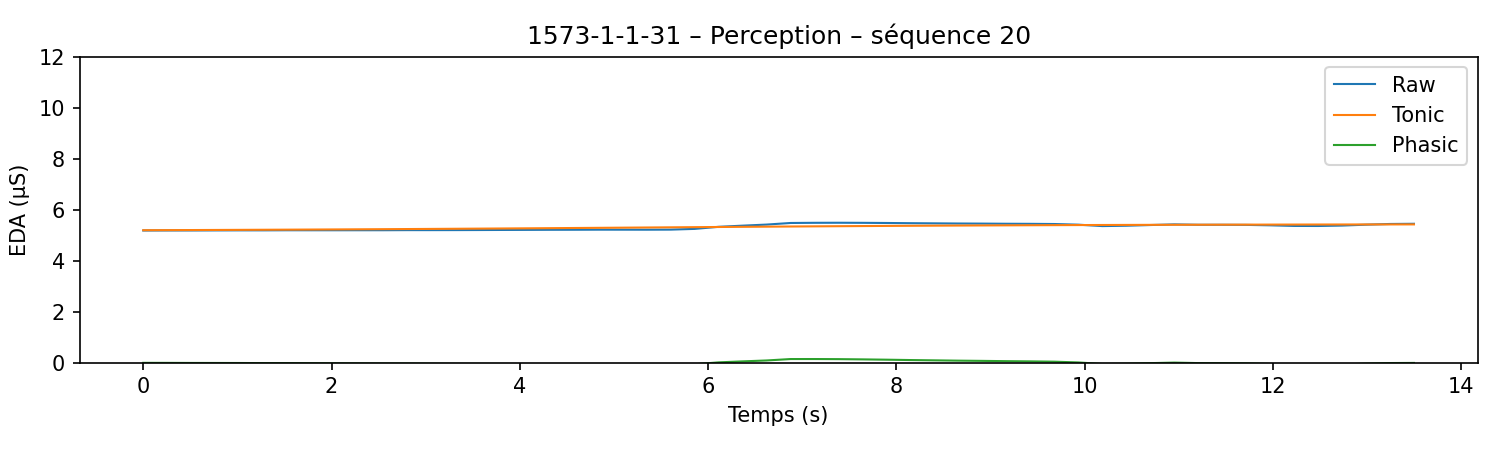 1573-1-1-31 – Perception – séquence 20
EDA (µS)
12
10
8
6
4
2
0
Raw
Tonic
Phasic
0 2 4 6 8 10 12 14
Temps (s)